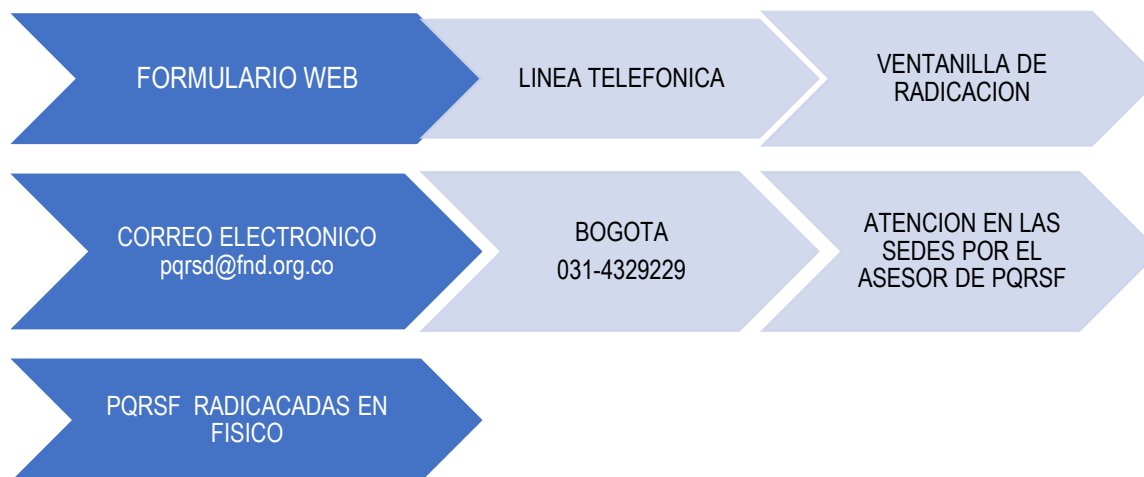 FORMULARIO WEB
LINEA TELEFONICA
VENTANILLA DE
RADICACION
CORREO ELECTRONICO
pqrsd@fnd.org.co
BOGOTA
031-4329229
ATENCION EN LAS
SEDES POR EL
ASESOR DE PQRSF
PQRSF RADICACADAS EN
FISICO